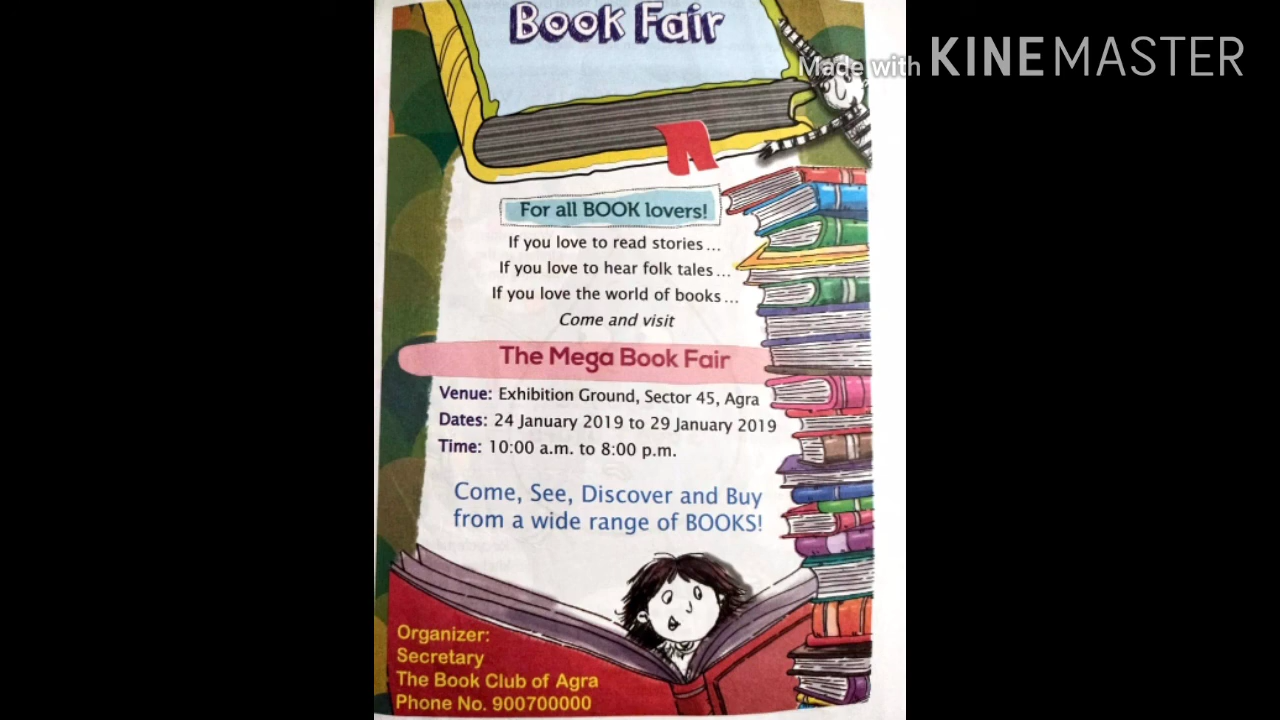 Book Fair
Made with KINEMASTER
For all BOOK lovers!
If you love to read stories...
If you love to hear folk tales...
If you love the world of books...
Come and visit
The Mega Book Fair
Venue: Exhibition Ground, Sector 45, Agra
Dates: 24 January 2019 to 29 January 2019
Time: 10:00 a.m. to 8:00 p.m.
Come, See, Discover and Buy
from a wide range of BOOKS!
Organizer:
Secretary
The Book Club of Agra
Phone No. 900700000